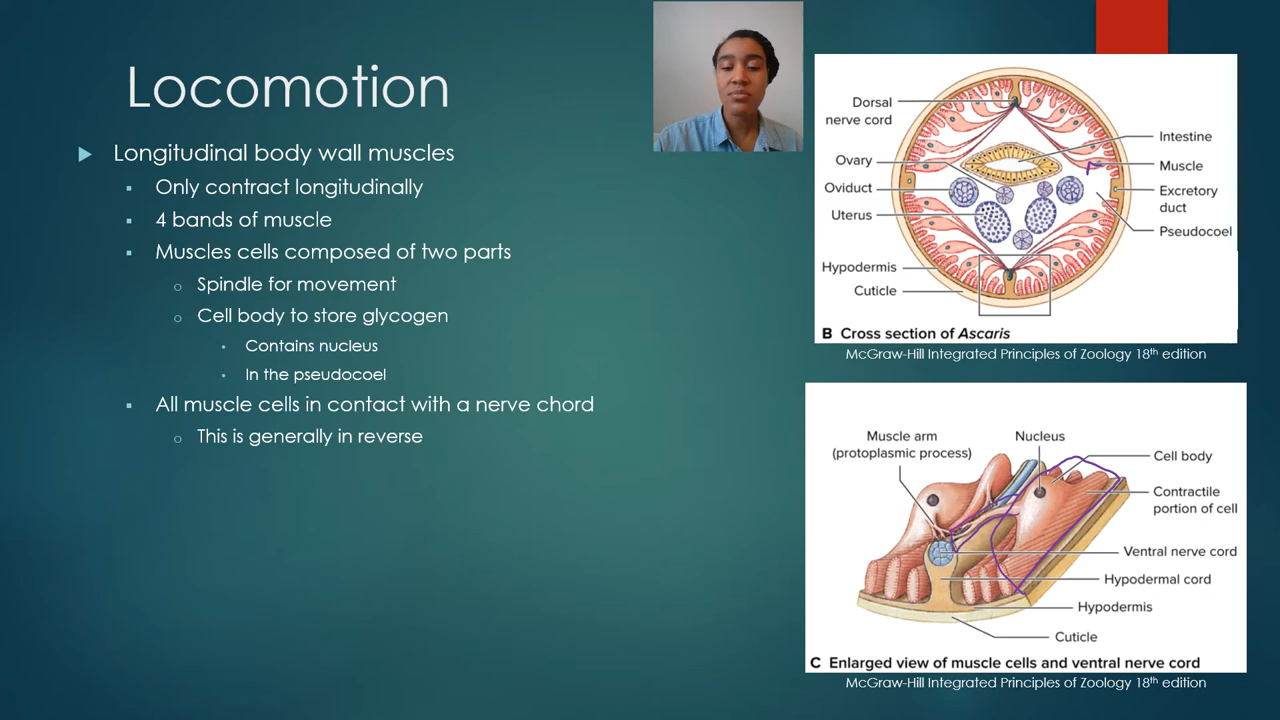 Locomotion
Longitudinal body wall muscles
Only contract longitudinally
4 bands of muscle
Muscles cells composed of two parts
Spindle for movement
Cell body to store glycogen
Contains nucleus
In the pseudocoel
All muscle cells in contact with a nerve chord
This is generally in reverse
Dorsal
nerve cord
Ovary
Oviduct
Uterus
Hypodermis
Cuticle
Intestine
Muscle
Excretory
duct
Pseudocoel
B Cross section of Ascaris
McGraw-Hill Integrated Principles of Zoology 18th edition
Muscle arm
(protoplasmic process)
Nucleus
Cell body
Contractile
portion of cell
Ventral nerve cord
Hypodermal cord
Hypodermis
Cuticle
C Enlarged view of muscle cells and ventral nerve cord
McGraw-Hill Integrated Principles of Zoology 18th edition